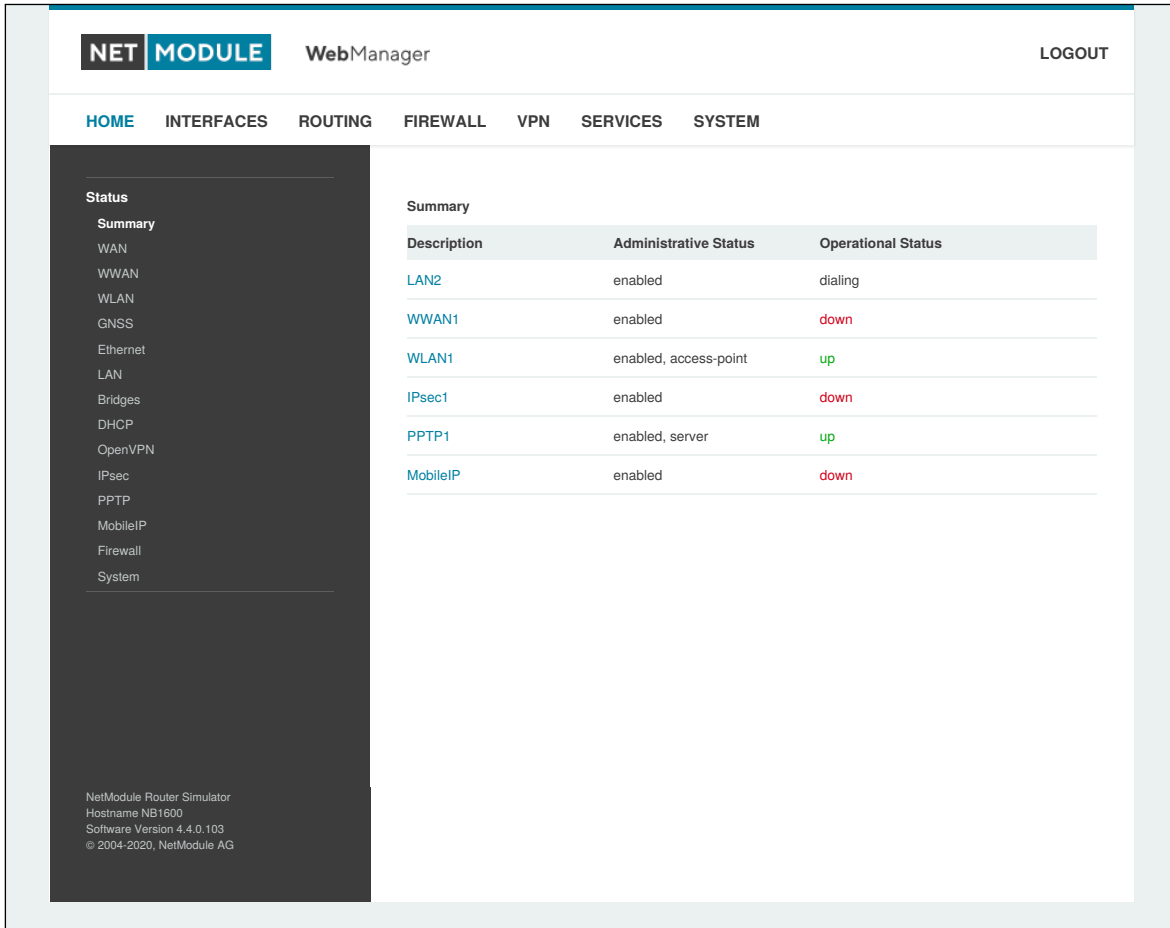 NET MODULE WebManager LOGOUT
HOME INTERFACES ROUTING FIREWALL VPN SERVICES SYSTEM
Status
Summary
WAN
WWAN
WLAN
GNSS
Ethernet
LAN
Bridges
DHCP
OpenVPN
IPsec
PPTP
MobileIP
Firewall
System
NetModule Router Simulator
Hostname NB1600
Software Version 4.4.0.103
© 2004-2020, NetModule AG
Summary
Description Administrative Status Operational Status
LAN2 enabled dialing
WWAN1 enabled down
WLAN1 enabled, access-point up
IPsec1 enabled down
PPTP1 enabled, server up
MobileIP enabled down